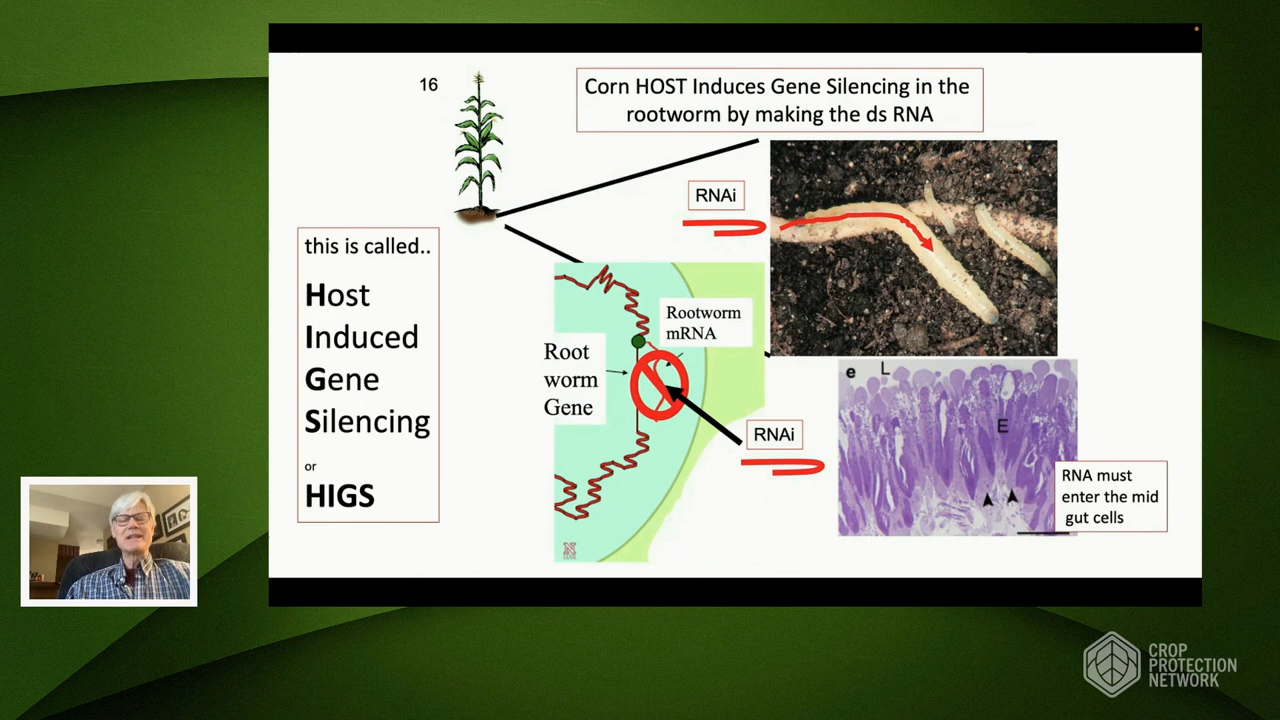 16
Corn HOST Induces Gene Silencing in the
rootworm by making the ds RNA
RNAi
this is called..
Host
Induced
Gene
Silencing
or
HIGS
Rootworm
mRNA
Root
worm
Gene
RNAi
e
L
E
RNA must
enter the mid
gut cells
CROP
PROTECTION
NETWORK